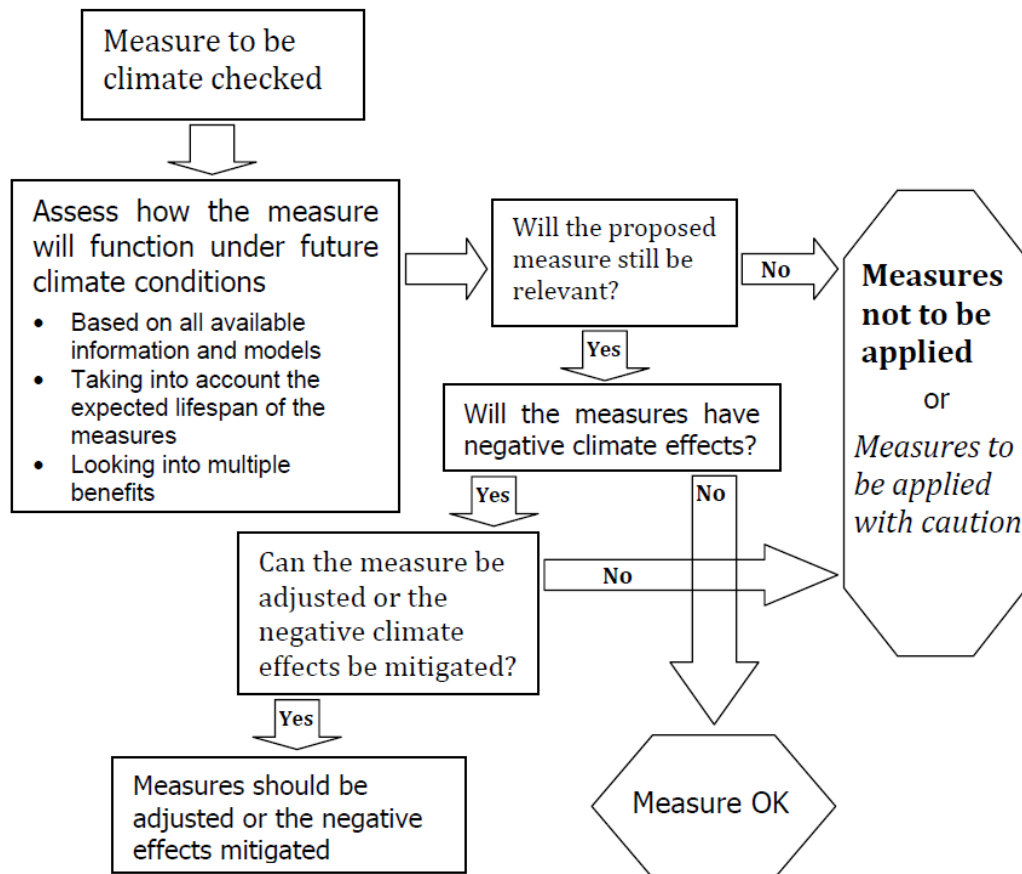 Measure to be
climate checked
Assess how the measure
will function under future
climate conditions
• Based on all available
information and models
• Taking into account the
expected lifespan of the
measures
• Looking into multiple
benefits
Will the proposed
measure still be
relevant?
No
Measures
not to be
applied
or
Measures to
be applied
with caution
Yes
Will the measures have
negative climate effects?
Yes
No
Can the measure be
adjusted or the
negative climate
effects be mitigated?
No
Yes
Measures should be
adjusted or the negative
effects mitigated
Measure OK